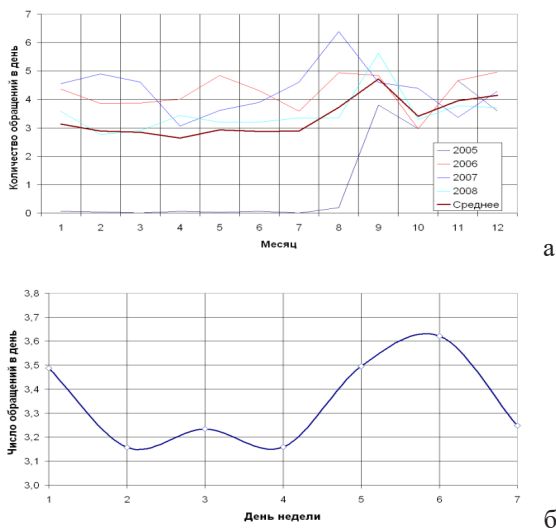 Количество обращений в день
7
6
5
4
3
2
1
0
2005
2006
2007
2008
Среднее
1 2 3 4 5 6 7 8 9 10 11 12
Месяц
а
Число обращений в день
3,8
3,7
3,6
3,5
3,4
3,3
3,2
3,1
3,0
1 2 3 4 5 6 7
День недели
б